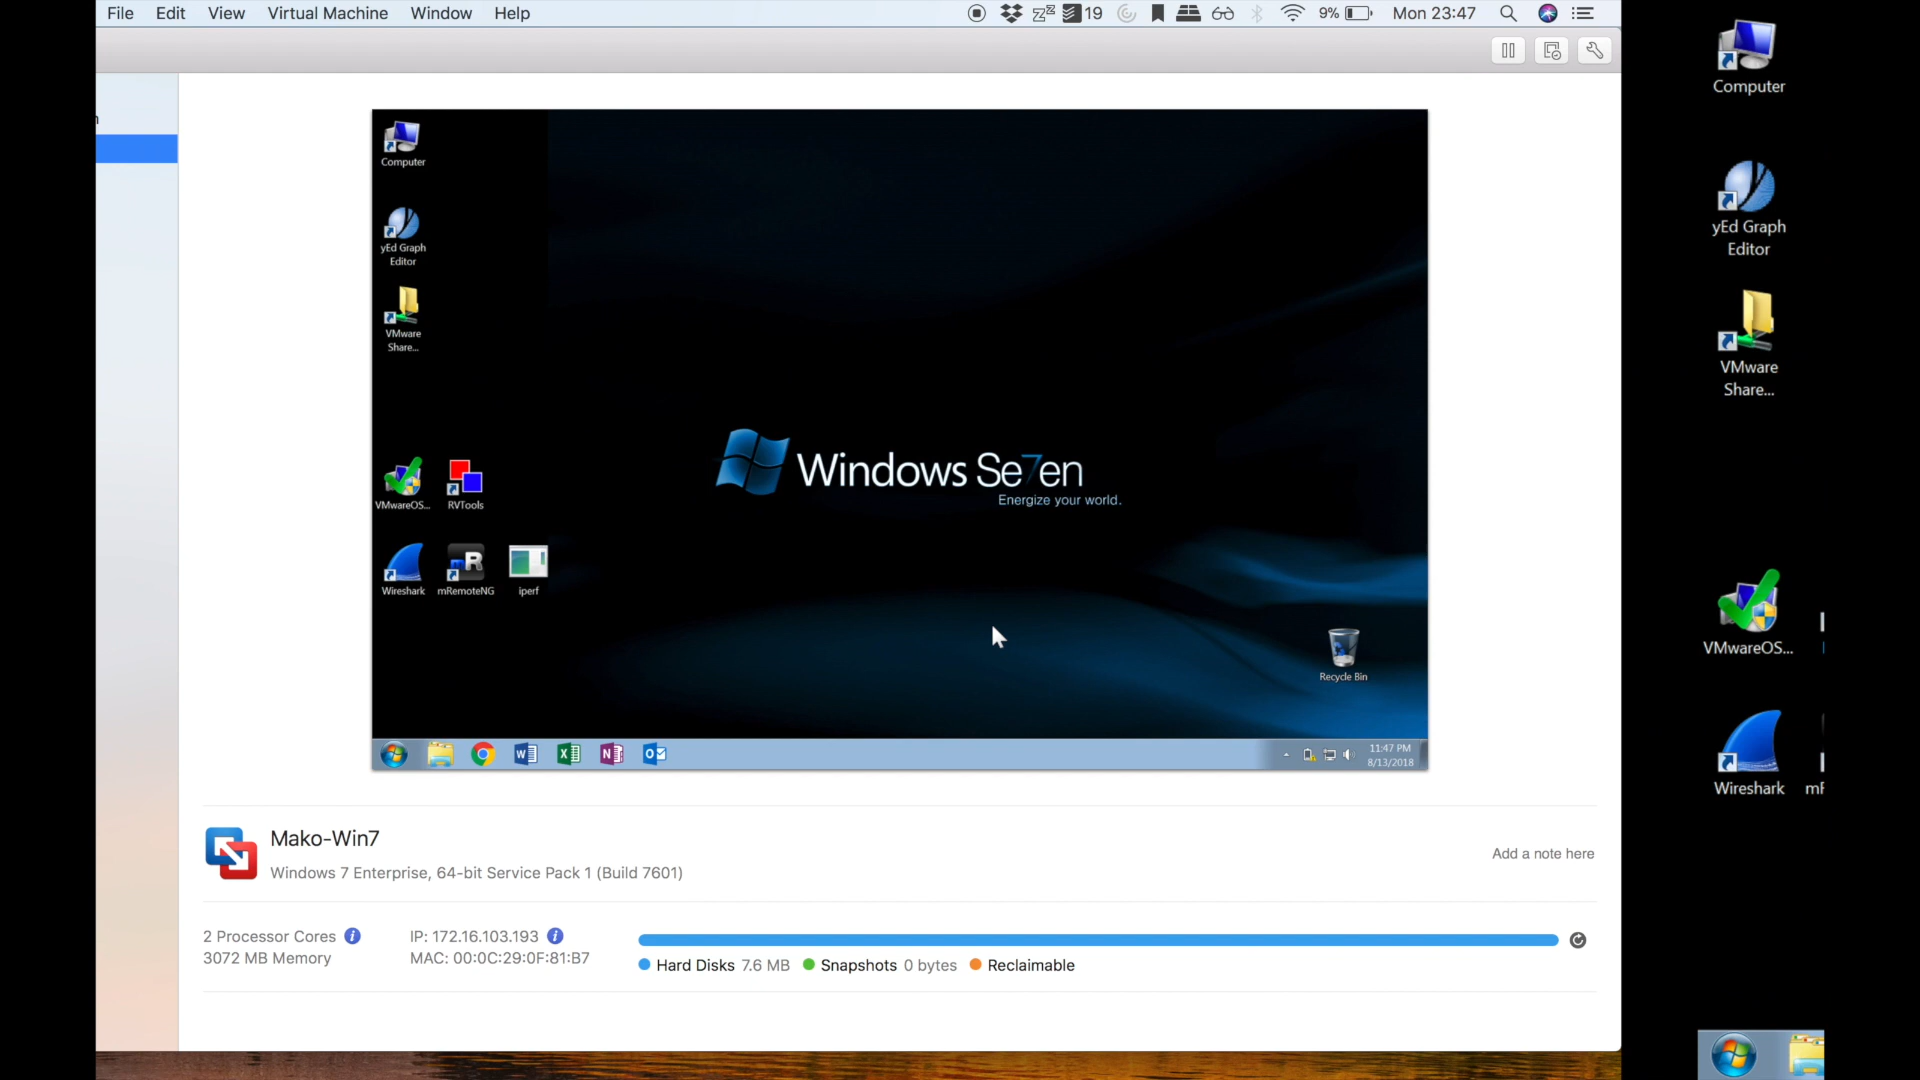 File Edit View Virtual Machine Window Help
19 9% Mon 23:47
Computer
yEd Graph
Editor
VMware
Share...
VMwareOS... RVTools
Wireshark mRemoteNG iperf
Windows Se7en
Energize your world.
Recycle Bin
11:47 PM
8/13/2018
Mako-Win7
Windows 7 Enterprise, 64-bit Service Pack 1 (Build 7601)
Add a note here
2 Processor Cores
3072 MB Memory
IP: 172.16.103.193
MAC: 00:0C:29:0F:81:B7
Hard Disks 7.6 MB Snapshots 0 bytes Reclaimable
Computer
yEd Graph
Editor
VMware
Share...
VMwareOS...
Wireshark